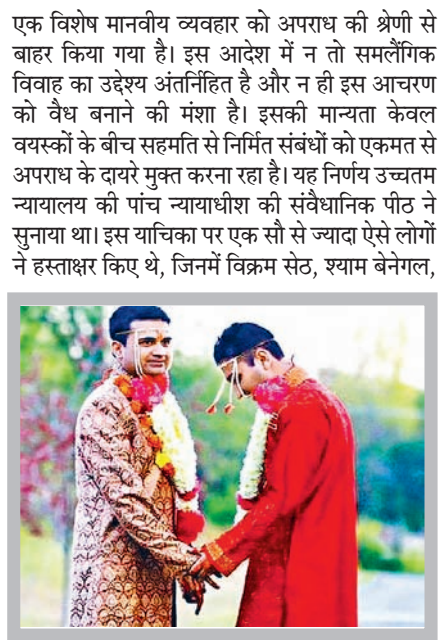 एक विशेष मानवीय व्यवहार को अपराध की श्रेणी से
बाहर किया गया है। इस आदेश में न तो समलैंगिक
विवाह का उद्देश्य अंतर्निहित है और न ही इस आचरण
को वैध बनाने की मंशा है। इसकी मान्यता केवल
वयस्कों के बीच सहमति से निर्मित संबंधों को एकमत से
अपराध के दायरे मुक्त करना रहा है। यह निर्णय उच्चतम
न्यायालय की पांच न्यायाधीश की संवैधानिक पीठ ने
सुनाया था। इस याचिका पर एक सौ से ज्यादा ऐसे लोगों
ने हस्ताक्षर किए थे, जिनमें विक्रम सेठ, श्याम बेनेगल,